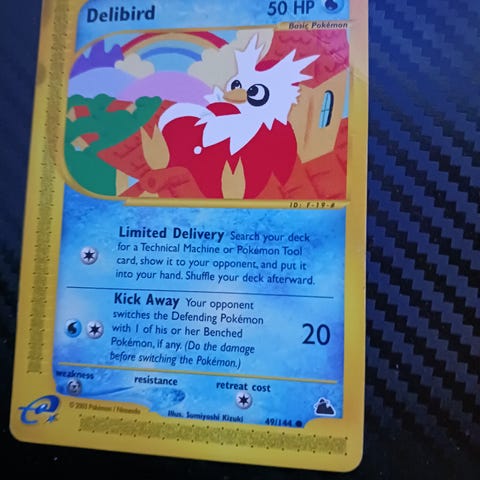 Delibird 50 HP
Basic Pokémon
ID: F-19-#
Limited Delivery Search your deck
for a Technical Machine or Pokémon Tool
card, show it to your opponent, and put it
into your hand. Shuffle your deck afterward.
Kick Away Your opponent
switches the Defending Pokémon
with 1 of his or her Benched
Pokémon, if any. (Do the damage
before switching the Pokémon.)
20
weakness resistance retreat cost
© 2003 Pokémon / Nintendo
Illus. Sumiyoshi Kizuki 49/144
e